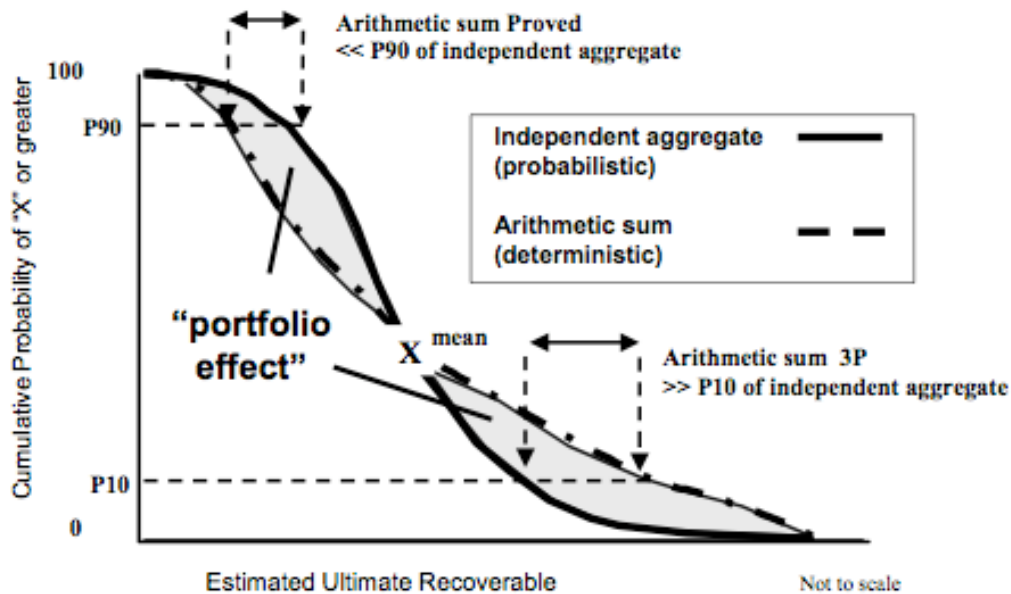 Arithmetic sum Proved
<< P90 of independent aggregate
100
P90
Cumulative Probability of "X" or greater
Independent aggregate
(probabilistic)
Arithmetic sum
(deterministic)
"portfolio
effect"
X mean
Arithmetic sum 3P
>> P10 of independent aggregate
P10
0
Estimated Ultimate Recoverable
Not to scale